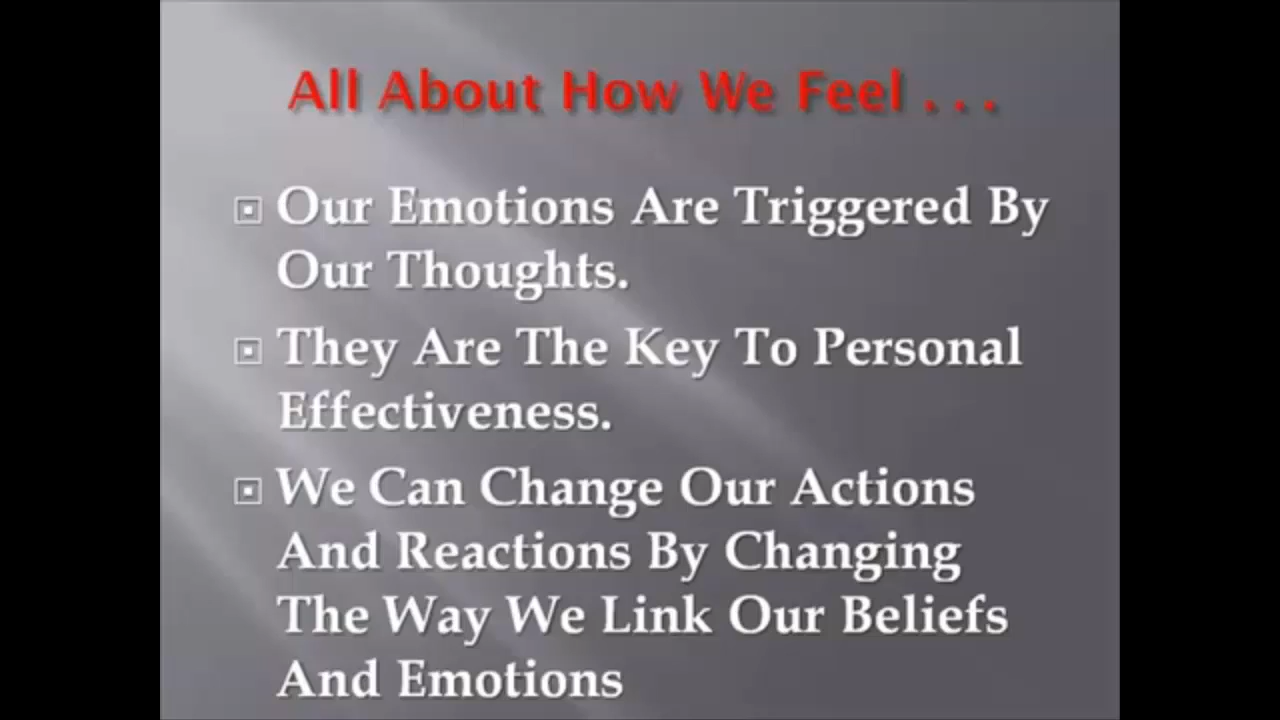 All About How We Feel . . .
Our Emotions Are Triggered By
Our Thoughts.
They Are The Key To Personal
Effectiveness.
We Can Change Our Actions
And Reactions By Changing
The Way We Link Our Beliefs
And Emotions